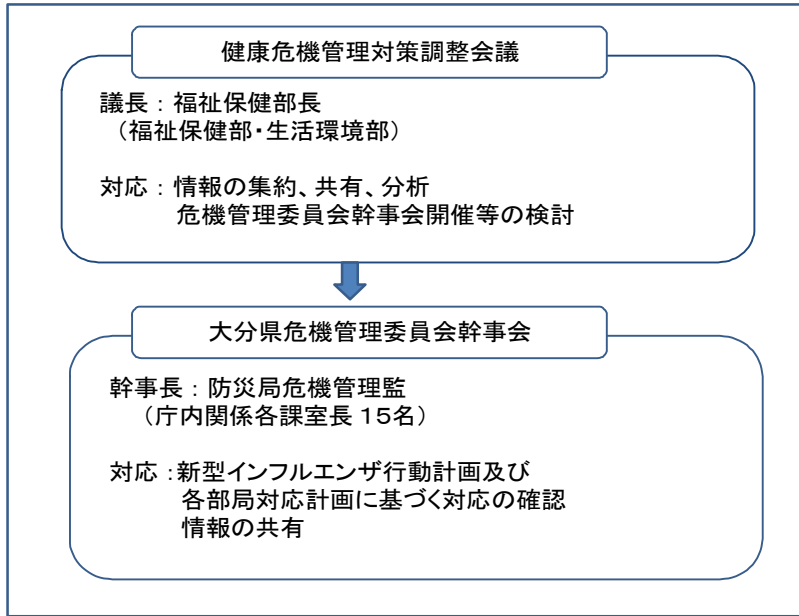 健康危機管理対策調整会議
議長 : 福祉保健部長
（福祉保健部・生活環境部）
対応 : 情報の集約、共有、分析
危機管理委員会幹事会開催等の検討
大分県危機管理委員会幹事会
幹事長 : 防災局危機管理監
（庁内関係各課室長 15名）
対応 : 新型インフルエンザ行動計画及び
各部局対応計画に基づく対応の確認
情報の共有